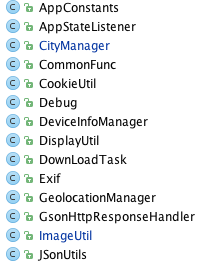 AppConstants
AppStateListener
CityManager
CommonFunc
CookieUtil
Debug
DeviceInfoManager
DisplayUtil
DownLoadTask
Exif
GeolocationManager
GsonHttpResponseHandler
ImageUtil
JSonUtils